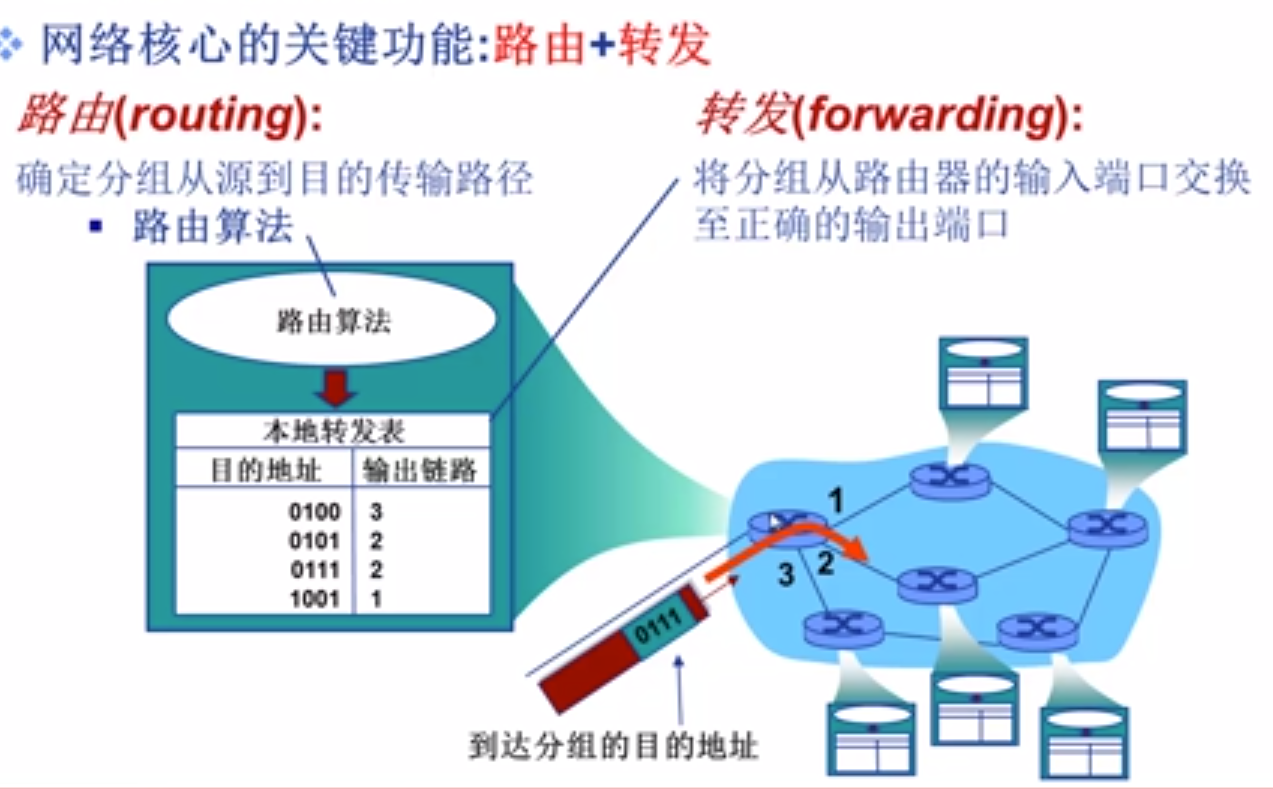 网络核心的关键功能:路由+转发
路由(routing):
确定分组从源到目的传输路径
▪ 路由算法
转发(forwarding):
将分组从路由器的输入端口交换
至正确的输出端口
路由算法
本地转发表
目的地址 输出链路
0100 3
0101 2
0111 2
1001 1
1
2
3
0111
到达分组的目的地址